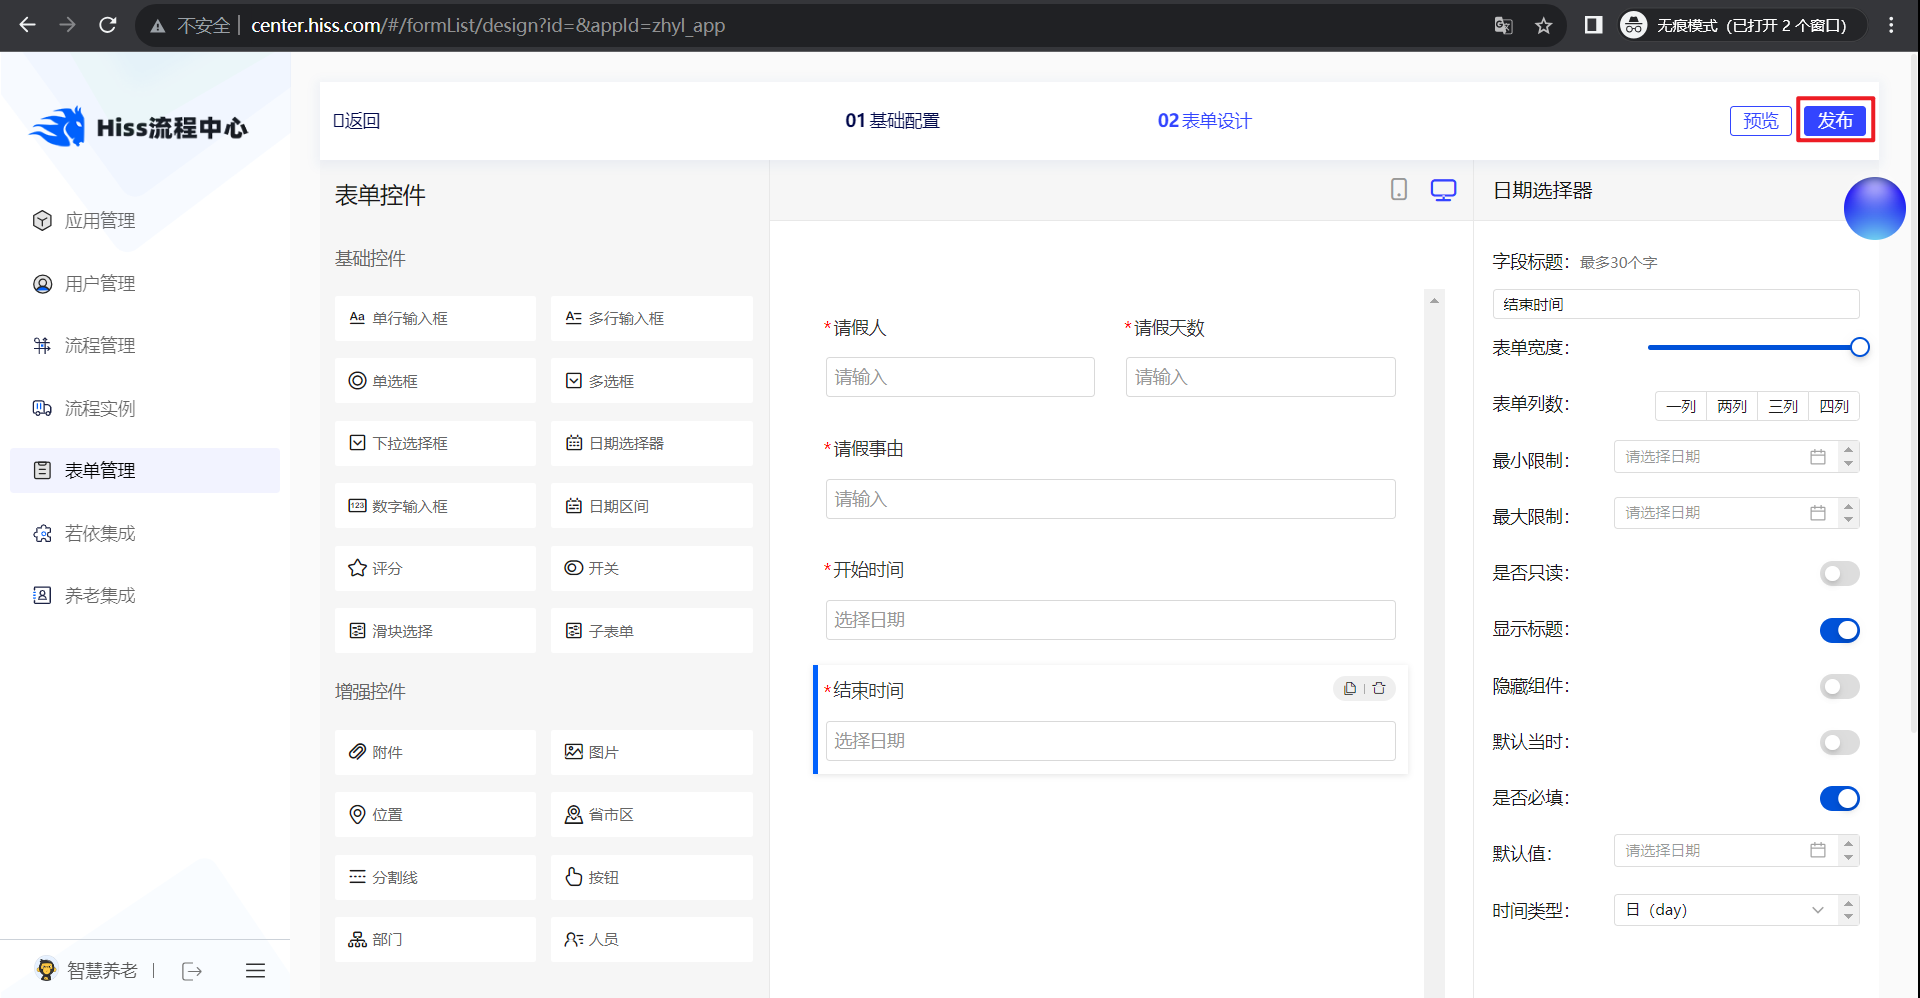 不安全 | center.hiss.com/#/formList/design?id=&appId=zhyl_app
无痕模式 (已打开 2 个窗口)
Hiss流程中心
应用管理
用户管理
流程管理
流程实例
表单管理
若依集成
养老集成
智慧养老
返回
01 基础配置
02 表单设计
预览
发布
表单控件
基础控件
Aa 单行输入框
A 多行输入框
单选框
多选框
下拉选择框
日期选择器
123 数字输入框
日期区间
评分
开关
滑块选择
子表单
增强控件
附件
图片
位置
省市区
分割线
按钮
部门
人员
*请假人
请输入
*请假天数
请输入
*请假事由
请输入
*开始时间
选择日期
*结束时间
选择日期
日期选择器
字段标题： 最多30个字
结束时间
表单宽度：
表单列数： 一列 两列 三列 四列
最小限制： 请选择日期
最大限制： 请选择日期
是否只读：
显示标题：
隐藏组件：
默认当时：
是否必填：
默认值： 请选择日期
时间类型： 日（day）